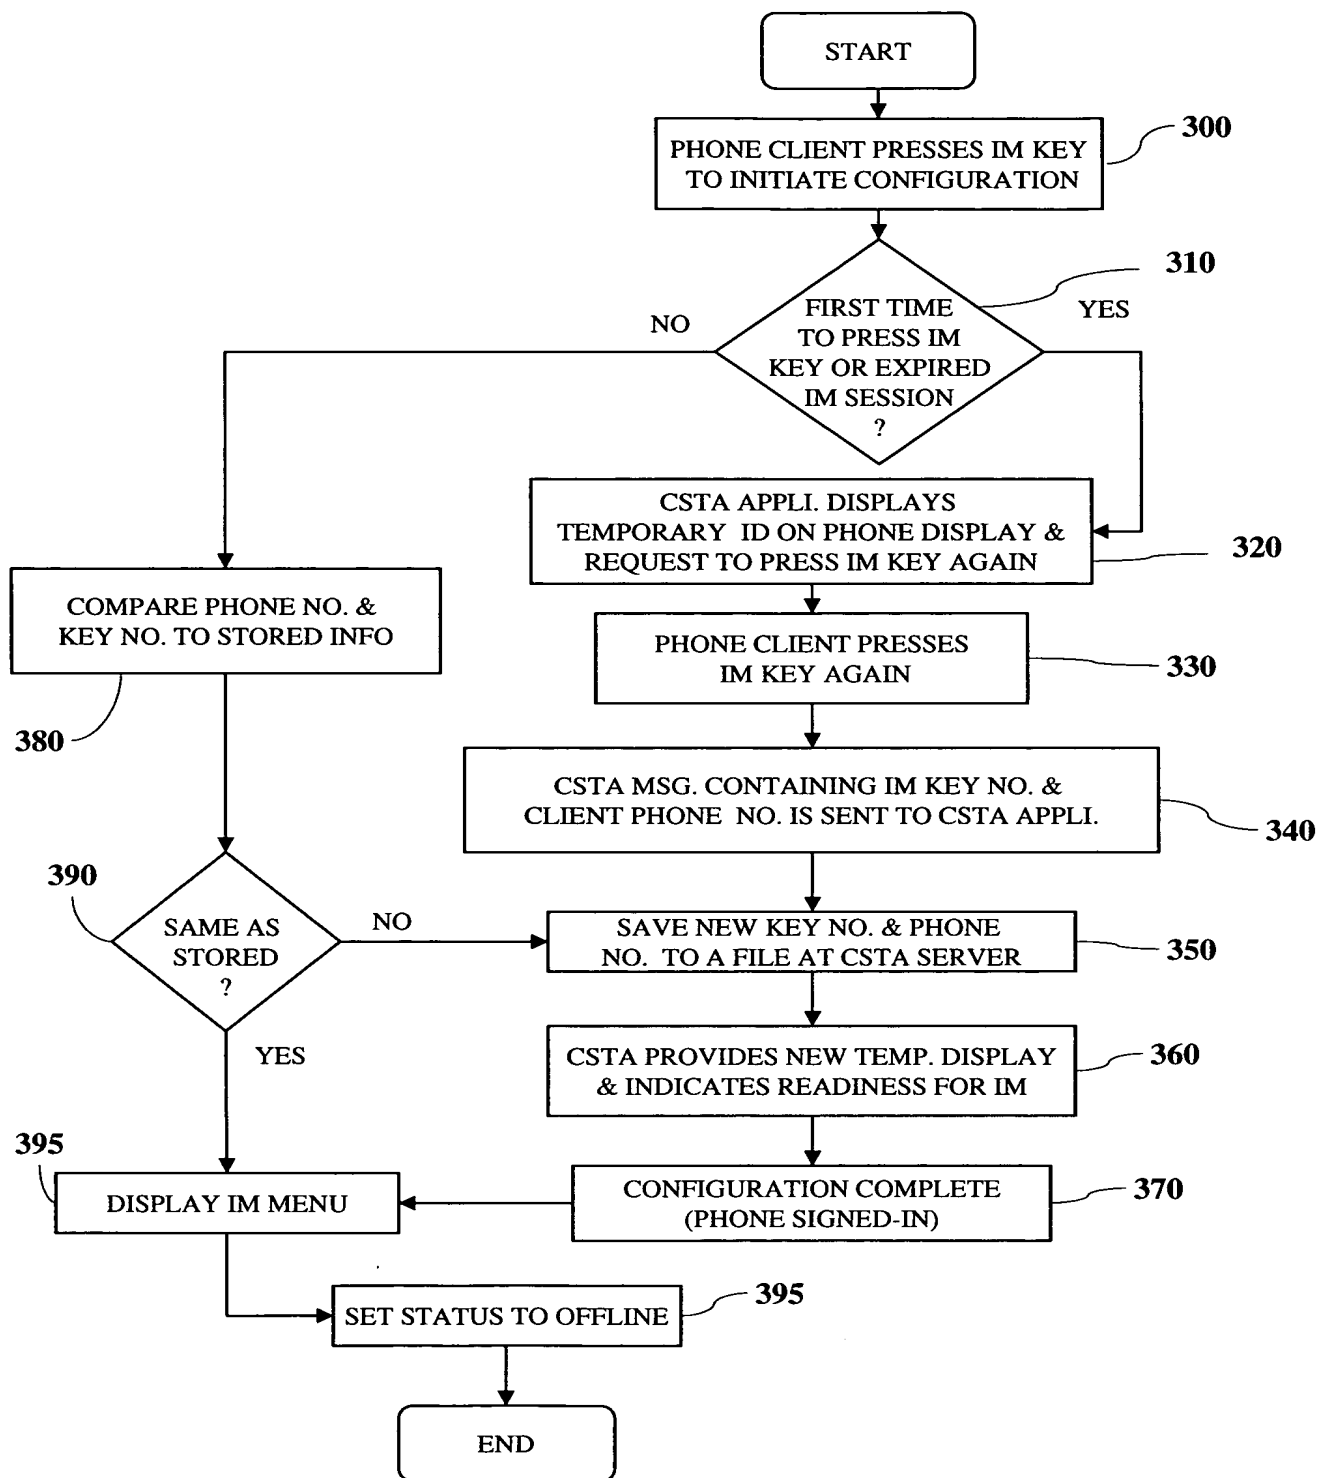 START
PHONE CLIENT PRESSES IM KEY
TO INITIATE CONFIGURATION
300
310
FIRST TIME
TO PRESS IM
KEY OR EXPIRED
IM SESSION
?
NO
YES
CSTA APPLI. DISPLAYS
TEMPORARY ID ON PHONE DISPLAY &
REQUEST TO PRESS IM KEY AGAIN
320
COMPARE PHONE NO. &
KEY NO. TO STORED INFO
380
PHONE CLIENT PRESSES
IM KEY AGAIN
330
CSTA MSG. CONTAINING IM KEY NO. &
CLIENT PHONE NO. IS SENT TO CSTA APPLI.
340
390
SAME AS
STORED
?
NO
YES
SAVE NEW KEY NO. & PHONE
NO. TO A FILE AT CSTA SERVER
350
CSTA PROVIDES NEW TEMP. DISPLAY
& INDICATES READINESS FOR IM
360
395
DISPLAY IM MENU
CONFIGURATION COMPLETE
(PHONE SIGNED-IN)
370
SET STATUS TO OFFLINE
395
END